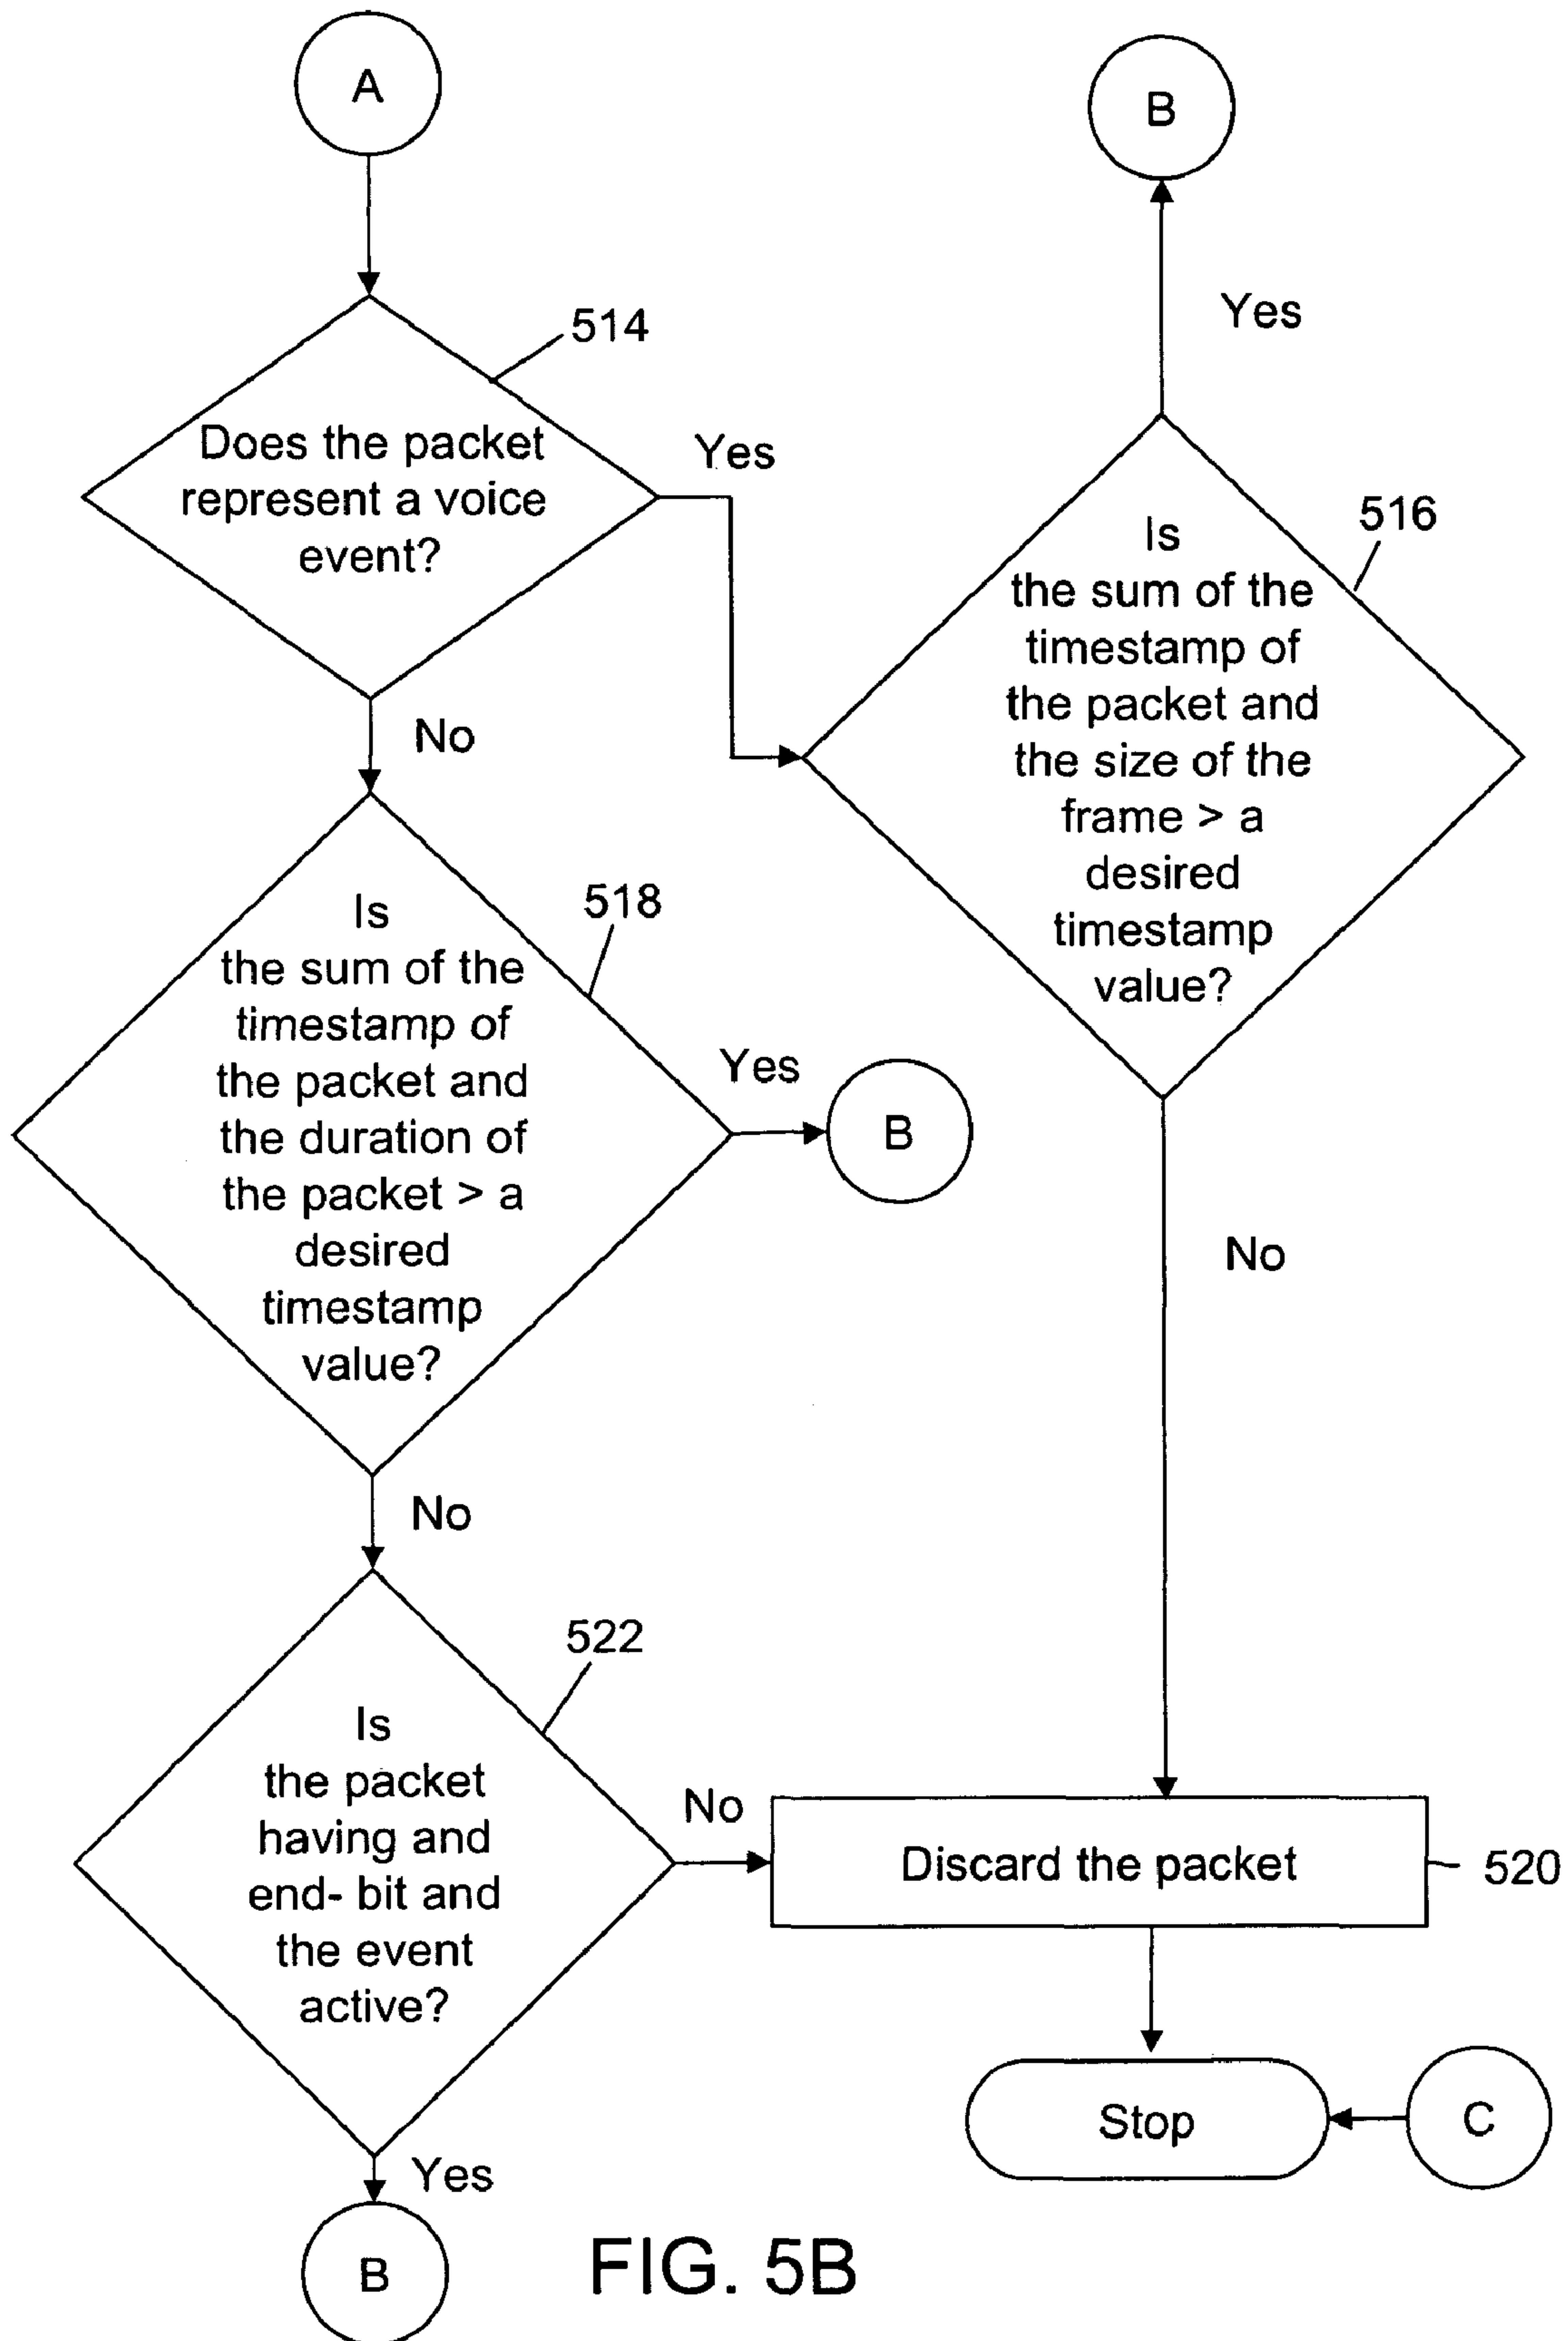 A
B
514
Yes
Does the packet
represent a voice
event?
Yes
516
Is
the sum of the
timestamp of
the packet and
the size of the
frame > a
desired
timestamp
value?
No
518
Is
the sum of the
timestamp of
the packet and
the duration of
the packet > a
desired
timestamp
value?
Yes
B
No
No
522
Is
the packet
having and
end- bit and
the event
active?
No
Discard the packet
520
Stop
C
Yes
B
FIG. 5B